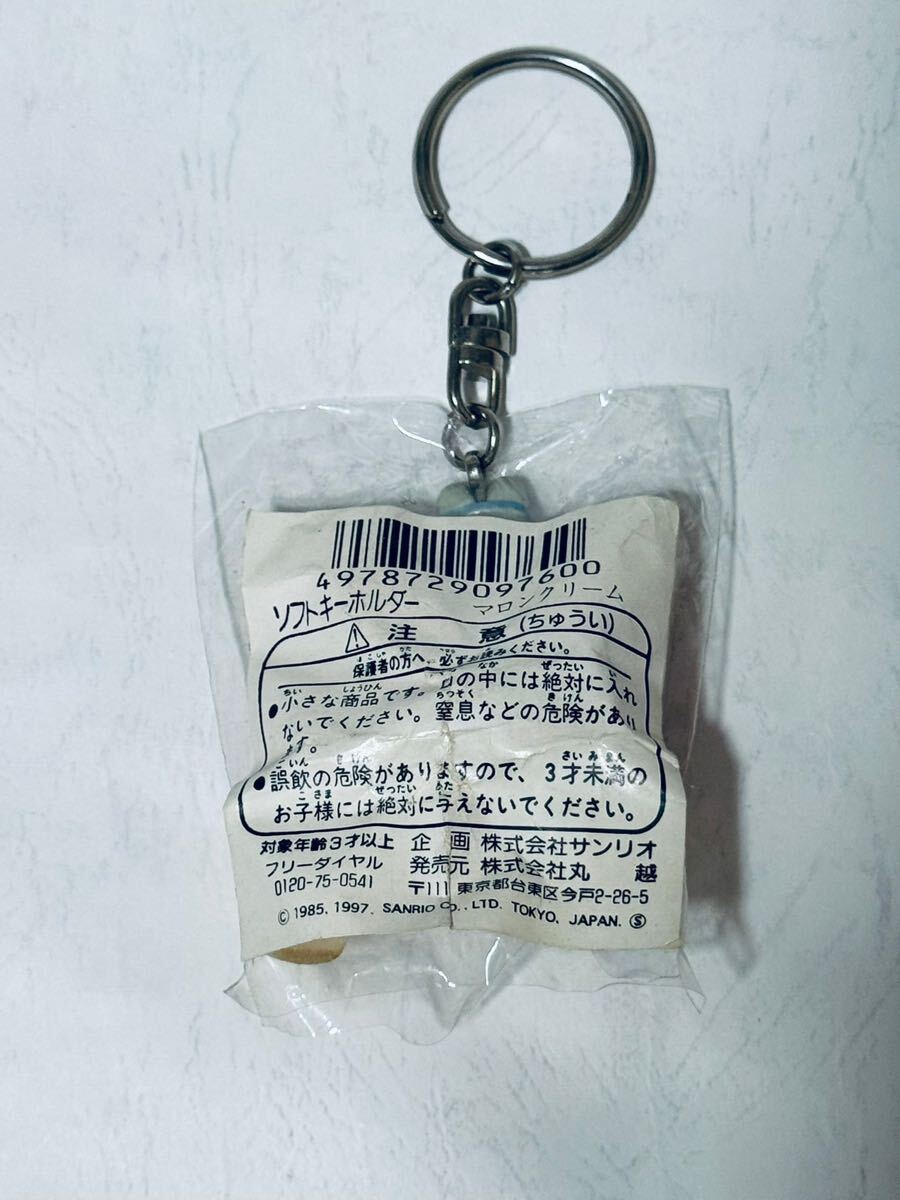 4978729097600
ソフトキーホルダー マロンクリーム
⚠ 注 意 (ちゅうい)
保護者の方へ、必ずお読みください。
●小さな商品です。口の中には絶対に入れ
ないでください。窒息などの危険があり
ます。
●誤飲の危険がありますので、3才未満の
お子様には絶対に与えないでください。
対象年齢3才以上 企 画 株式会社サンリオ
フリーダイヤル 発売元 株式会社丸 越
0120-75-0541 〒111 東京都台東区今戸2-26-5
© 1985, 1997. SANRIO CO., LTD. TOKYO, JAPAN. Ⓢ